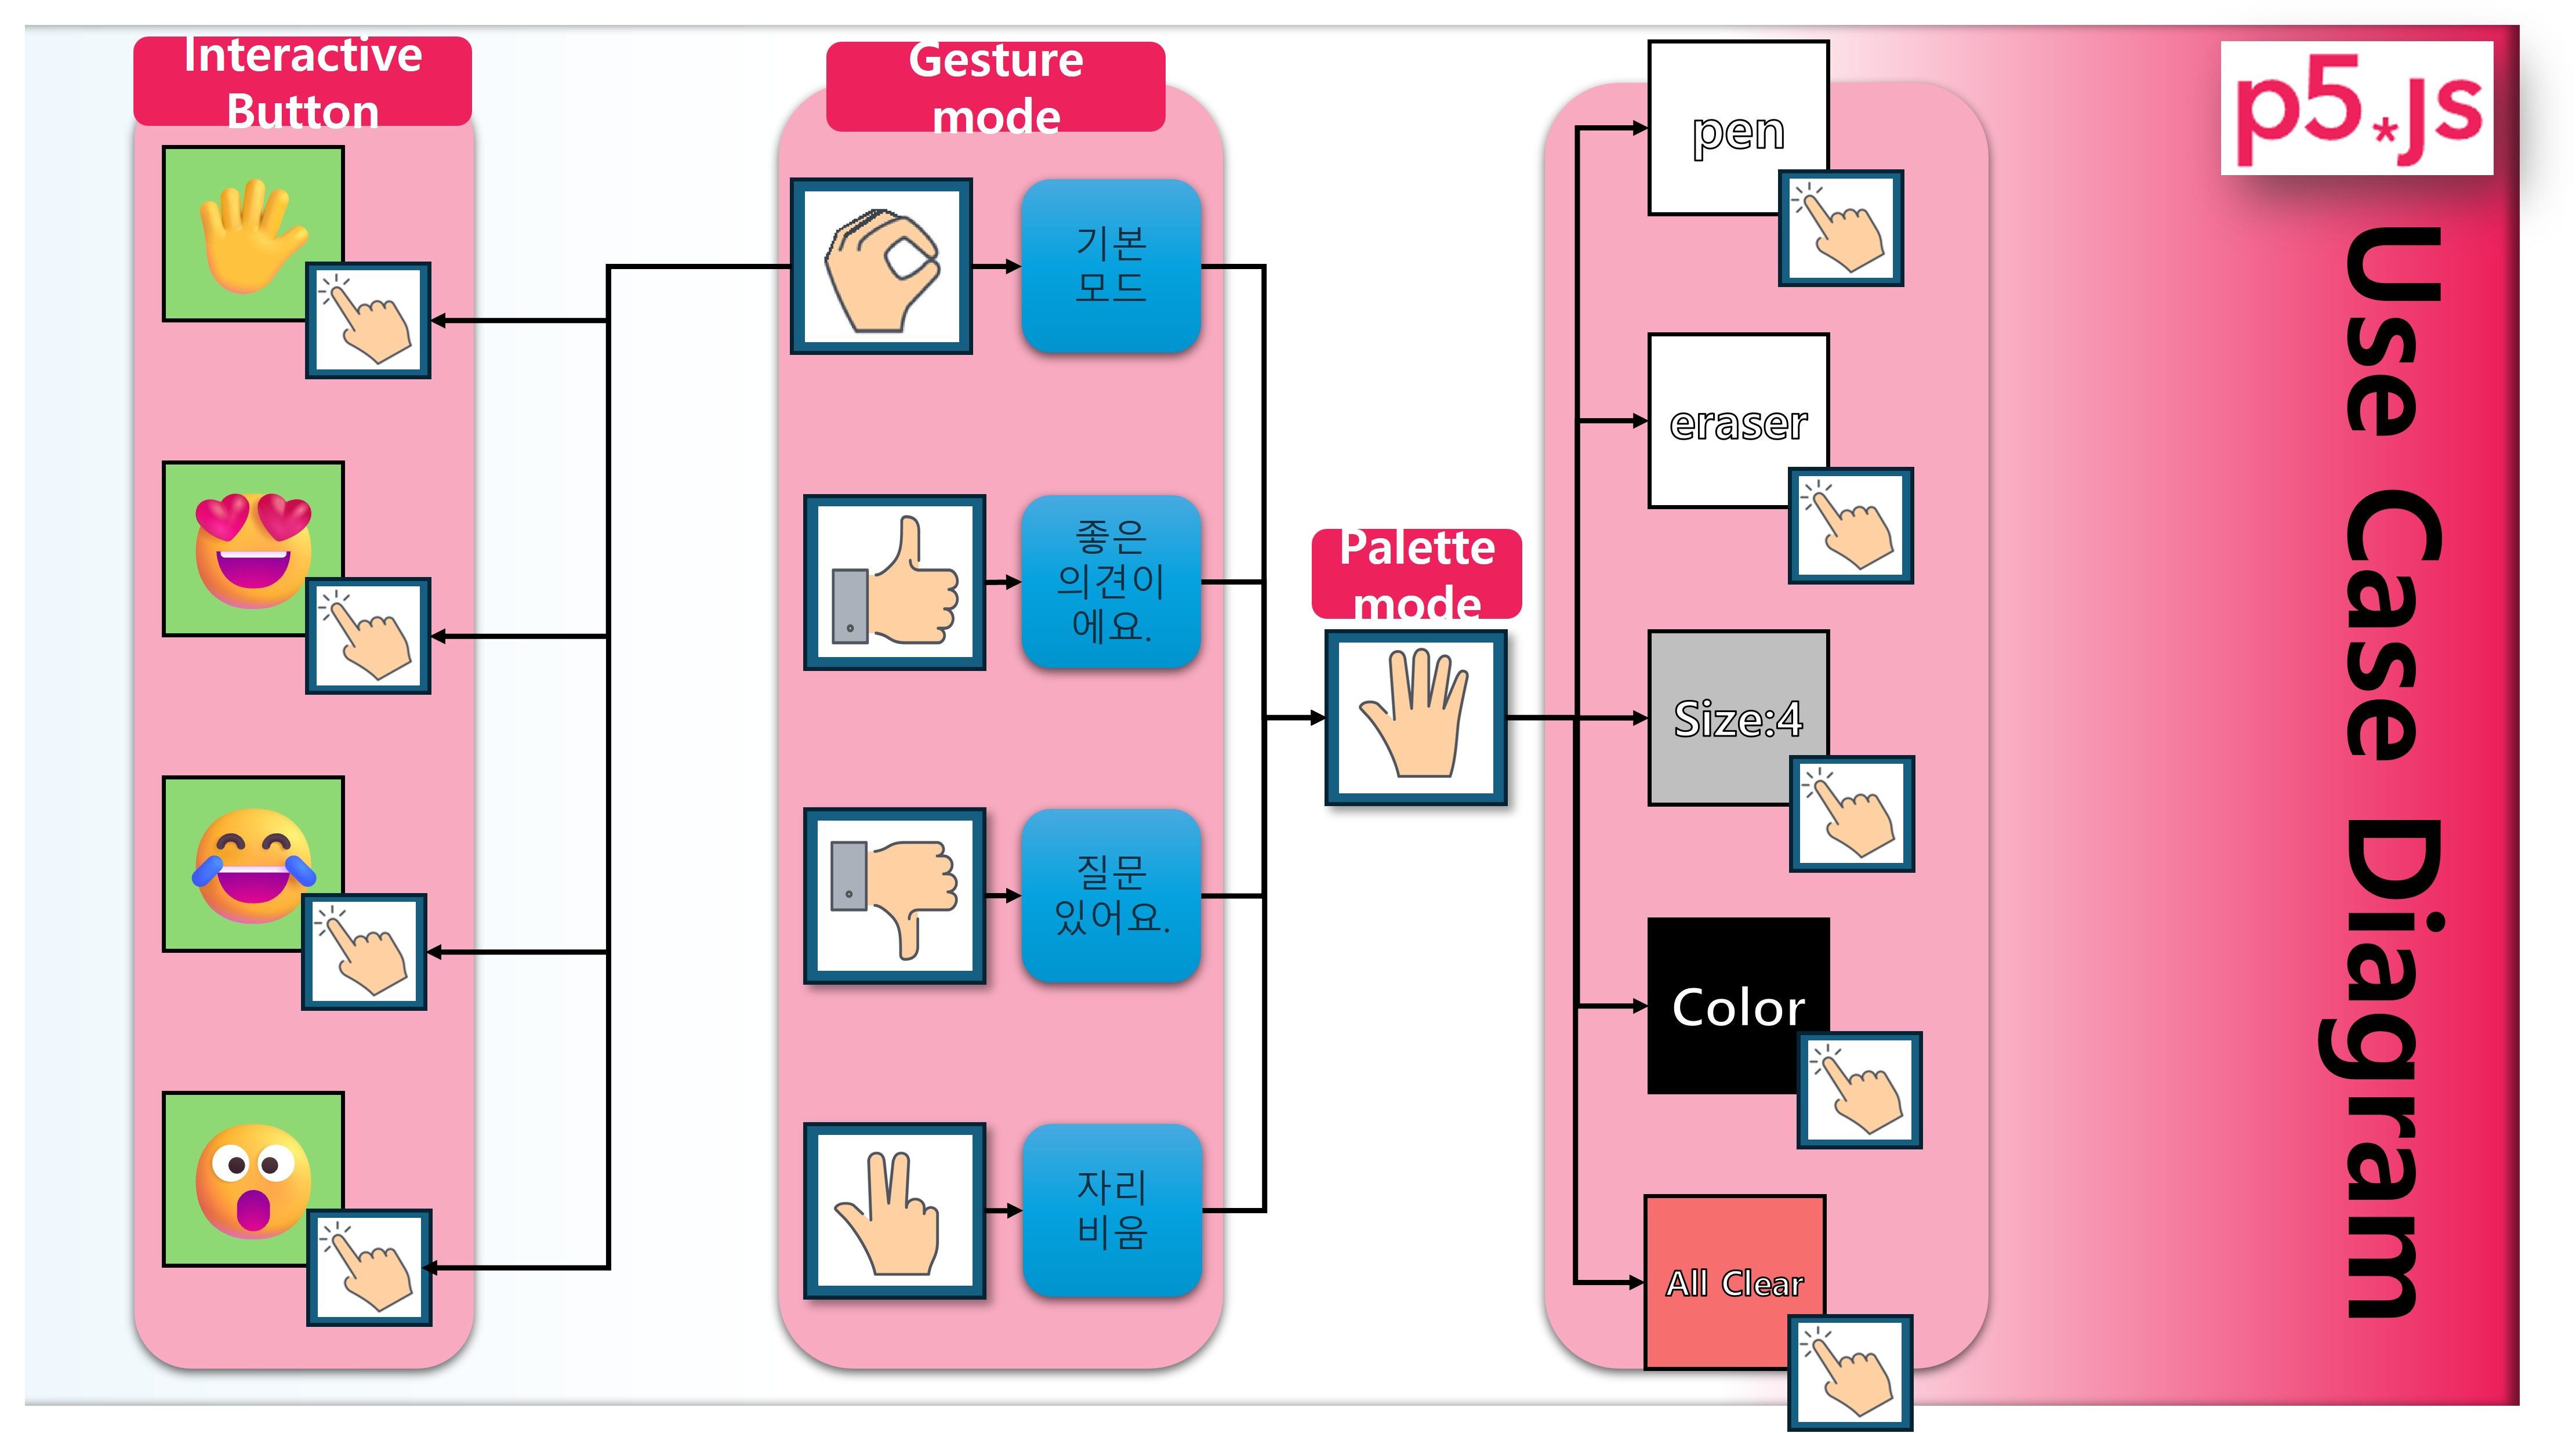 Interactive
Button
Gesture
mode
기본
모드
좋은
의견이
에요.
질문
있어요.
자리
비움
Palette
mode
pen
eraser
Size:4
Color
All Clear
p5*js
Use Case Diagram